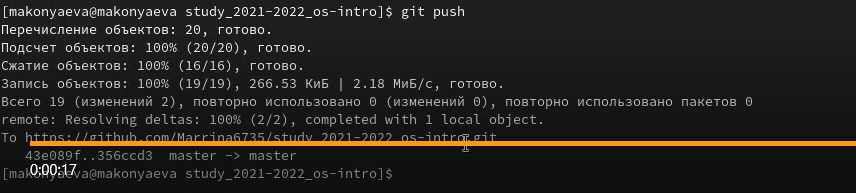 [makonyaeva@makonyaeva study_2021-2022_os-intro]$ git push
Перечисление объектов: 20, готово.
Подсчет объектов: 100% (20/20), готово.
Сжатие объектов: 100% (16/16), готово.
Запись объектов: 100% (19/19), 266.53 КиБ | 2.18 МиБ/с, готово.
Всего 19 (изменений 2), повторно использовано 0 (изменений 0), повторно использовано пакетов 0
remote: Resolving deltas: 100% (2/2), completed with 1 local object.
To https://github.com/Marrina6735/study_2021-2022_os-intro.git
43e089f..356ccd3 master -> master
0:00:17
[makonyaeva@makonyaeva study_2021-2022_os-intro]$